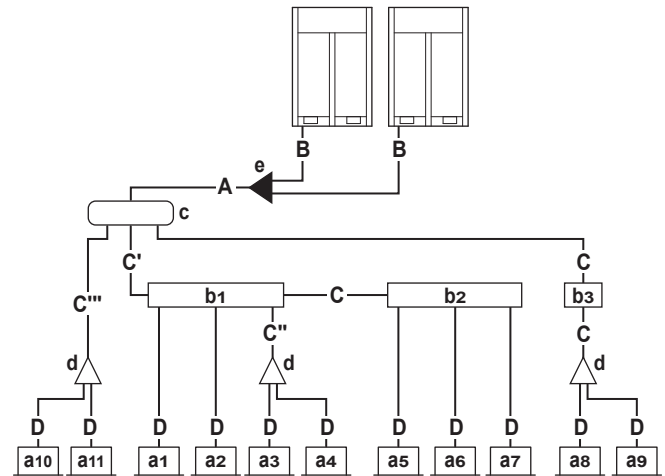 B B
e
A
c
C' C
C''' b1 C b2 b3
C'' C
d d d
D D D D D D D D D D D
a10 a11 a1 a2 a3 a4 a5 a6 a7 a8 a9